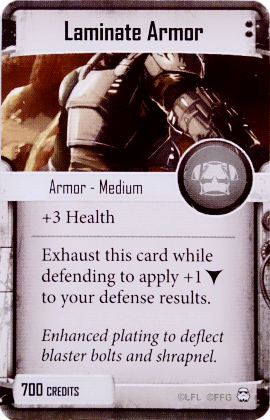 Laminate Armor
Armor - Medium
+3 Health
Exhaust this card while
defending to apply +1
to your defense results.
Enhanced plating to deflect
blaster bolts and shrapnel.
700 CREDITS
©LFL ©FFG